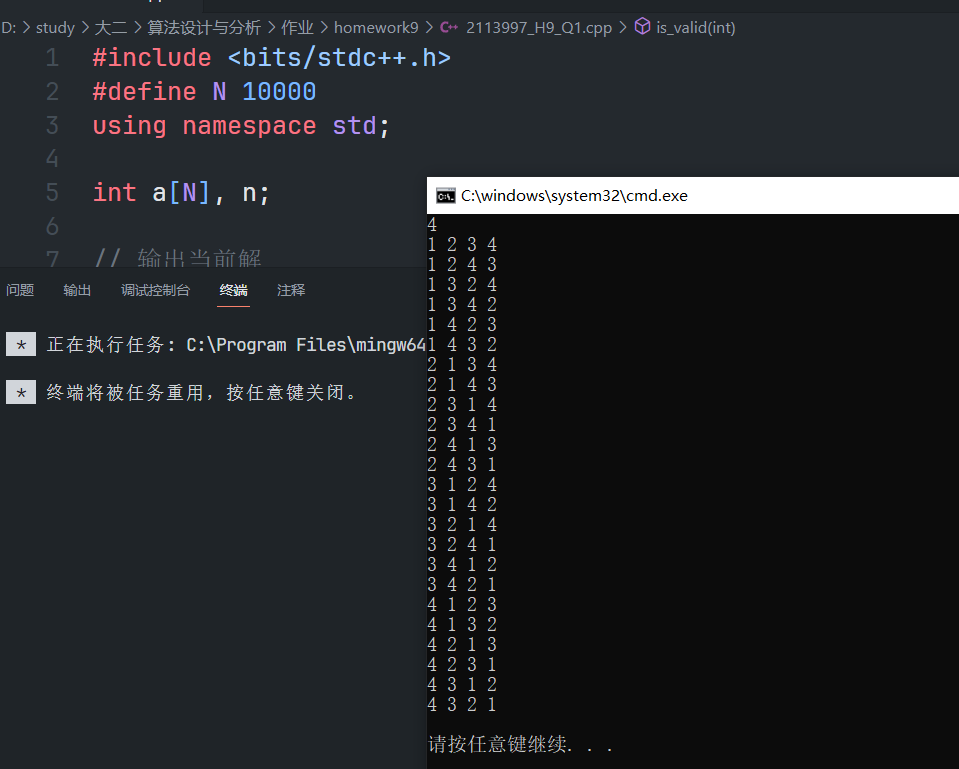 D: > study > 大二 > 算法设计与分析 > 作业 > homework9 > C++ 2113997_H9_Q1.cpp > is_valid(int)
1 #include <bits/stdc++.h>
2 #define N 10000
3 using namespace std;
4
5 int a[N], n;
6
7 // 输出当前解
问题 输出 调试控制台 终端 注释
* 正在执行任务: C:\Program Files\mingw64
* 终端将被任务重用，按任意键关闭。
C:\windows\system32\cmd.exe
4
1 2 3 4
1 2 4 3
1 3 2 4
1 3 4 2
1 4 2 3
1 4 3 2
2 1 3 4
2 1 4 3
2 3 1 4
2 3 4 1
2 4 1 3
2 4 3 1
3 1 2 4
3 1 4 2
3 2 1 4
3 2 4 1
3 4 1 2
3 4 2 1
4 1 2 3
4 1 3 2
4 2 1 3
4 2 3 1
4 3 1 2
4 3 2 1
请按任意键继续. . .